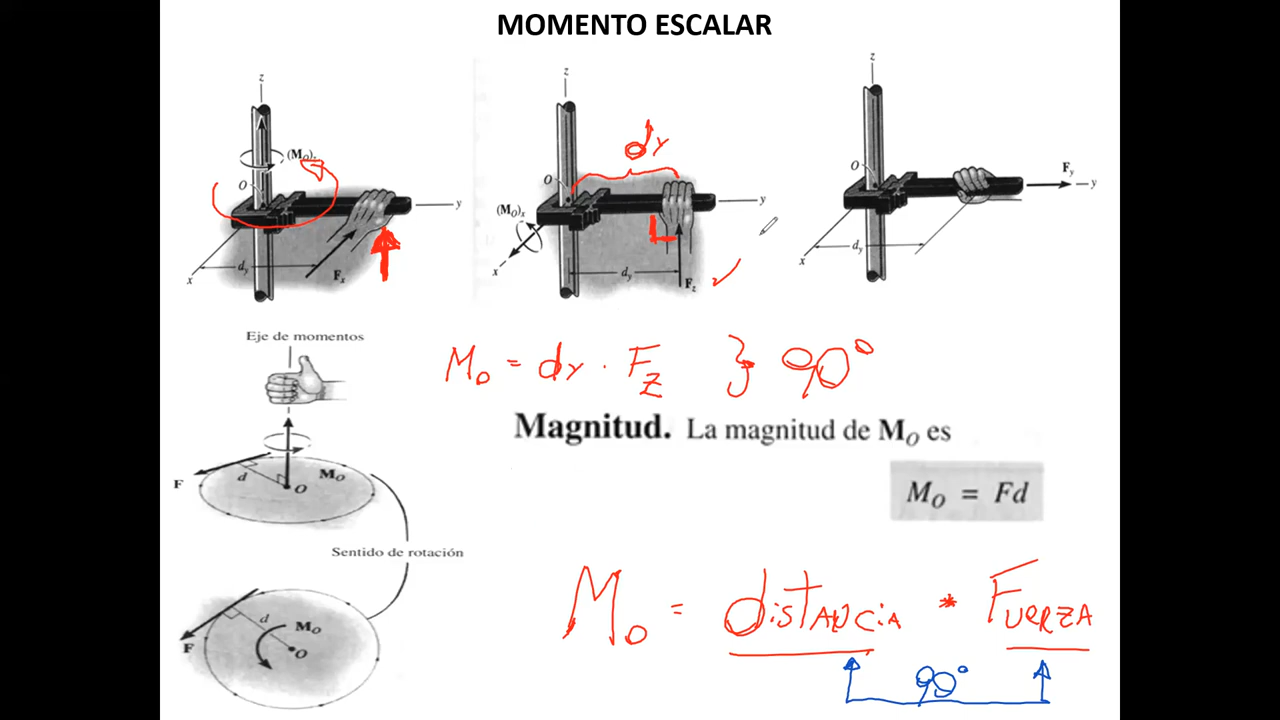 MOMENTO ESCALAR
z
(M_O)_z
O
y
x
d_y
F_x
z
dy
O
y
(M_O)_x
x
d_y
F_z
z
O
F_y
y
x
d_y
Eje de momentos
M_O = dy · F_z } 90°
Magnitud. La magnitud de M_O es
M_O = Fd
F
d
M_O
O
Sentido de rotación
d
M_O
F
O
M_O = distancia * Fuerza
90°